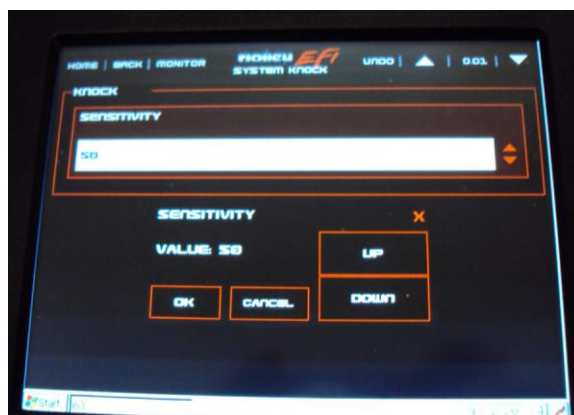 HOME | BACK | MONITOR EFI UNDO | ▲ | 0.01 | ▼
SYSTEM KNOCK
KNOCK
SENSITIVITY
50
SENSITIVITY X
VALUE: 50 UP
OK CANCEL DOWN
Start